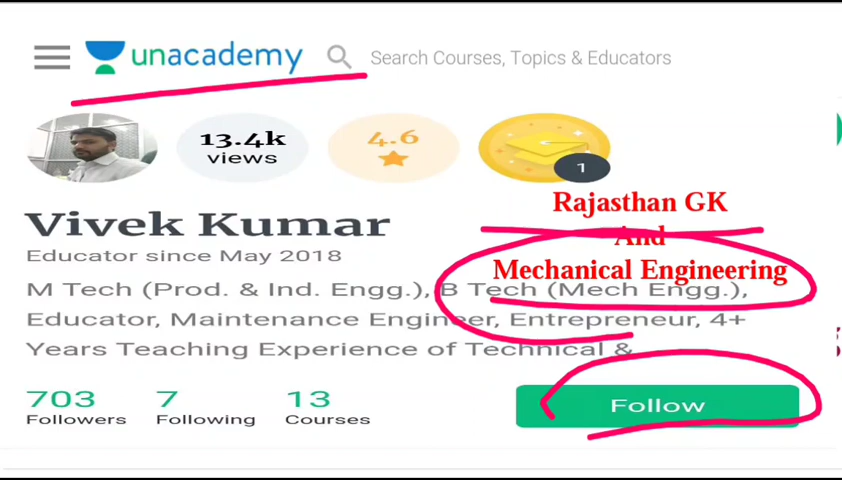 unacademy
Search Courses, Topics & Educators
13.4k
views
4.6
1
Rajasthan GK
And
Mechanical Engineering
Vivek Kumar
Educator since May 2018
M Tech (Prod. & Ind. Engg.), B Tech (Mech Engg.),
Educator, Maintenance Engineer, Entrepreneur, 4+
Years Teaching Experience of Technical &
703
Followers
7
Following
13
Courses
Follow